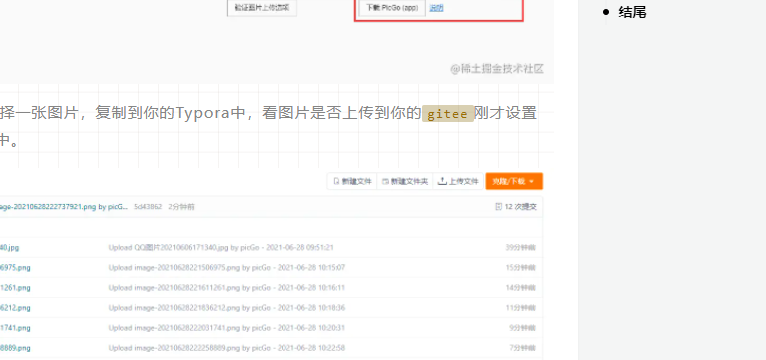 验证图片上传选项
下载 PicGo (app) 说明
结尾
@稀土掘金技术社区
择一张图片，复制到你的Typora中，看图片是否上传到你的 gitee 刚才设置
中。
新建文件 新建文件夹 上传文件 克隆/下载
age-20210628222737921.png by picG... 5d43862 2分钟前 12 次提交
40.jpg Upload QQ图片20210606171340.jpg by picGo - 2021-06-28 09:51:21 39分钟前
6975.png Upload image-20210628221506975.png by picGo - 2021-06-28 10:15:07 15分钟前
1261.png Upload image-20210628221611261.png by picGo - 2021-06-28 10:16:11 14分钟前
6212.png Upload image-20210628221836212.png by picGo - 2021-06-28 10:18:36 11分钟前
1741.png Upload image-20210628222031741.png by picGo - 2021-06-28 10:20:31 9分钟前
8889.png Upload image-20210628222258889.png by picGo - 2021-06-28 10:22:58 7分钟前